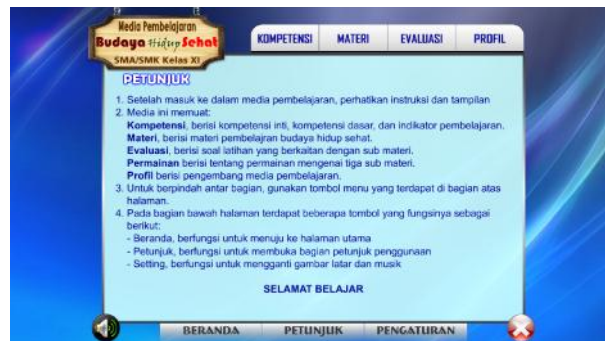 Media Pembelajaran
Budaya Hidup Sehat
SMA/SMK Kelas XI
KOMPETENSI MATERI EVALUASI PROFIL
PETUNJUK
1. Setelah masuk ke dalam media pembelajaran, perhatikan instruksi dan tampilan
2. Media ini memuat:
Kompetensi, berisi kompetensi inti, kompetensi dasar, dan indikator pembelajaran.
Materi, berisi materi pembelajran budaya hidup sehat.
Evaluasi, berisi soal latihan yang berkaitan dengan sub materi.
Permainan berisi tentang permainan mengenai tiga sub materi.
Profil berisi pengembang media pembelajaran.
3. Untuk berpindah antar bagian, gunakan tombol menu yang terdapat di bagian atas
halaman.
4. Pada bagian bawah halaman terdapat beberapa tombol yang fungsinya sebagai
berikut:
- Beranda, berfungsi untuk menuju ke halaman utama
- Petunjuk, berfungsi untuk membuka bagian petunjuk penggunaan
- Setting, berfungsi untuk mengganti gambar latar dan musik
SELAMAT BELAJAR
BERANDA PETUNJUK PENGATURAN